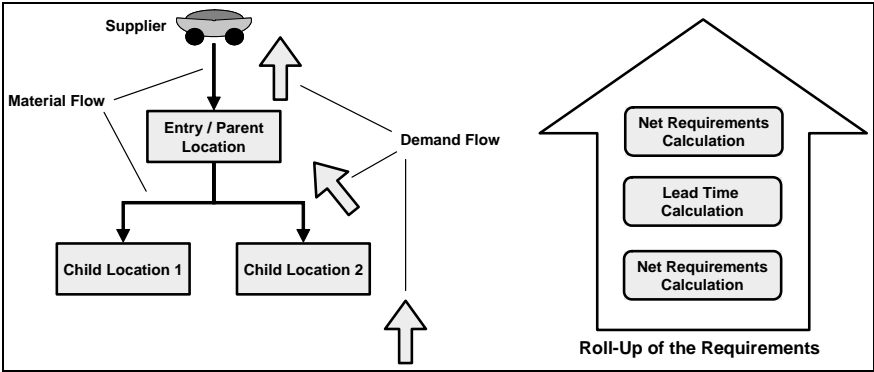 Supplier
Material Flow
Entry / Parent
Location
Demand Flow
Child Location 1
Child Location 2
Net Requirements
Calculation
Lead Time
Calculation
Net Requirements
Calculation
Roll-Up of the Requirements